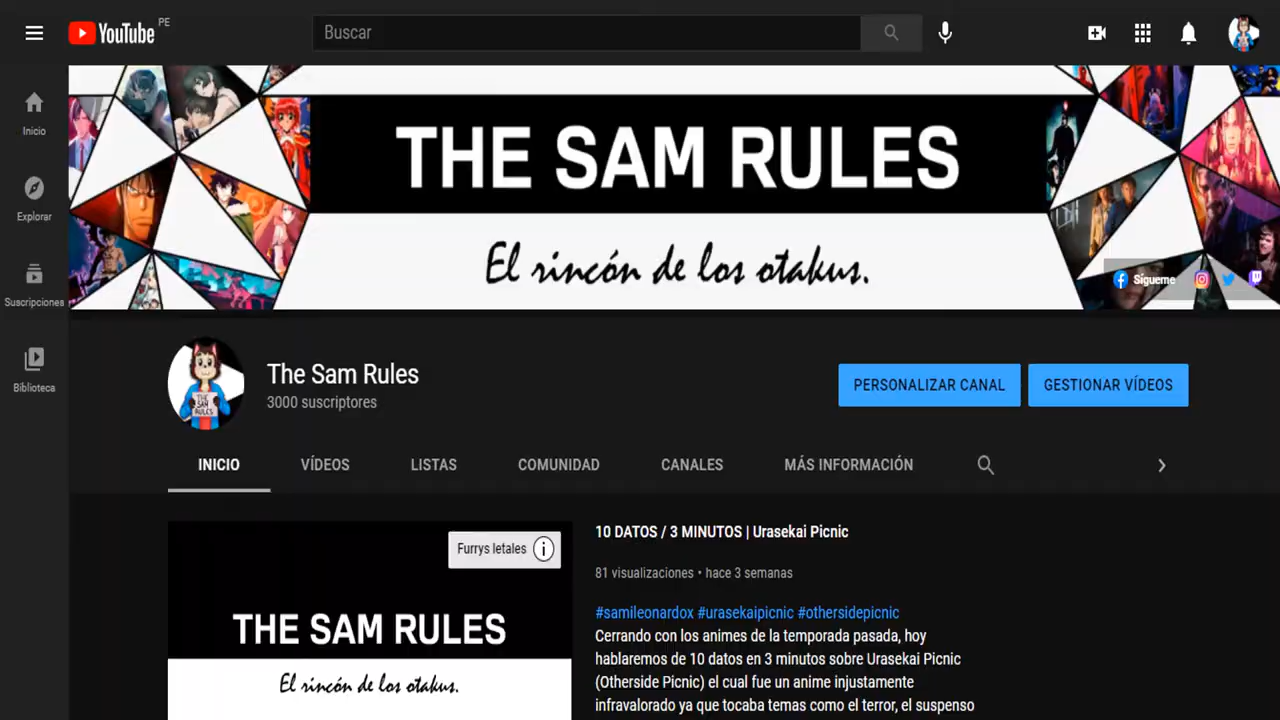 YouTube PE
Buscar
Inicio
Explorar
Suscripciones
Biblioteca
THE SAM RULES
El rincón de los otakus.
Sígueme
THE SAM RULES
The Sam Rules
3000 suscriptores
PERSONALIZAR CANAL
GESTIONAR VÍDEOS
INICIO
VÍDEOS
LISTAS
COMUNIDAD
CANALES
MÁS INFORMACIÓN
Furrys letales
THE SAM RULES
El rincón de los otakus.
10 DATOS / 3 MINUTOS | Urasekai Picnic
81 visualizaciones • hace 3 semanas
#samileonardox #urasekaipicnic #othersidepicnic
Cerrando con los animes de la temporada pasada, hoy
hablaremos de 10 datos en 3 minutos sobre Urasekai Picnic
(Otherside Picnic) el cual fue un anime injustamente
infravalorado ya que tocaba temas como el terror, el suspenso